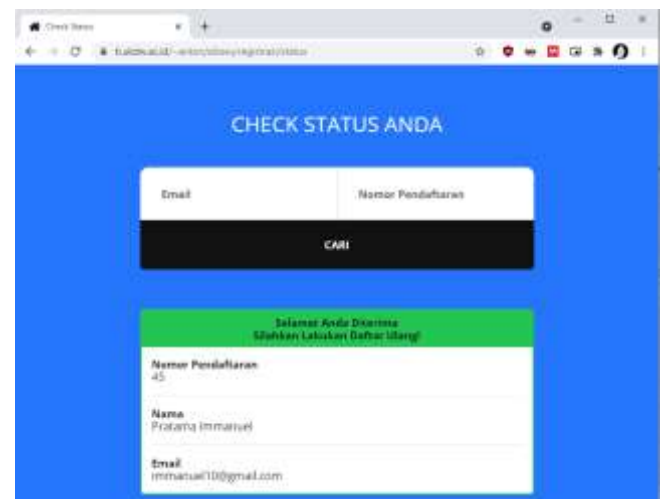 Check Status
CHECK STATUS ANDA
Email
Nomor Pendaftaran
CARI
Selamat Anda Diterima
Silahkan Lakukan Daftar Ulang!
Nomor Pendaftaran
45
Nama
Pratama Immanuel
Email
immanuel10@gmail.com